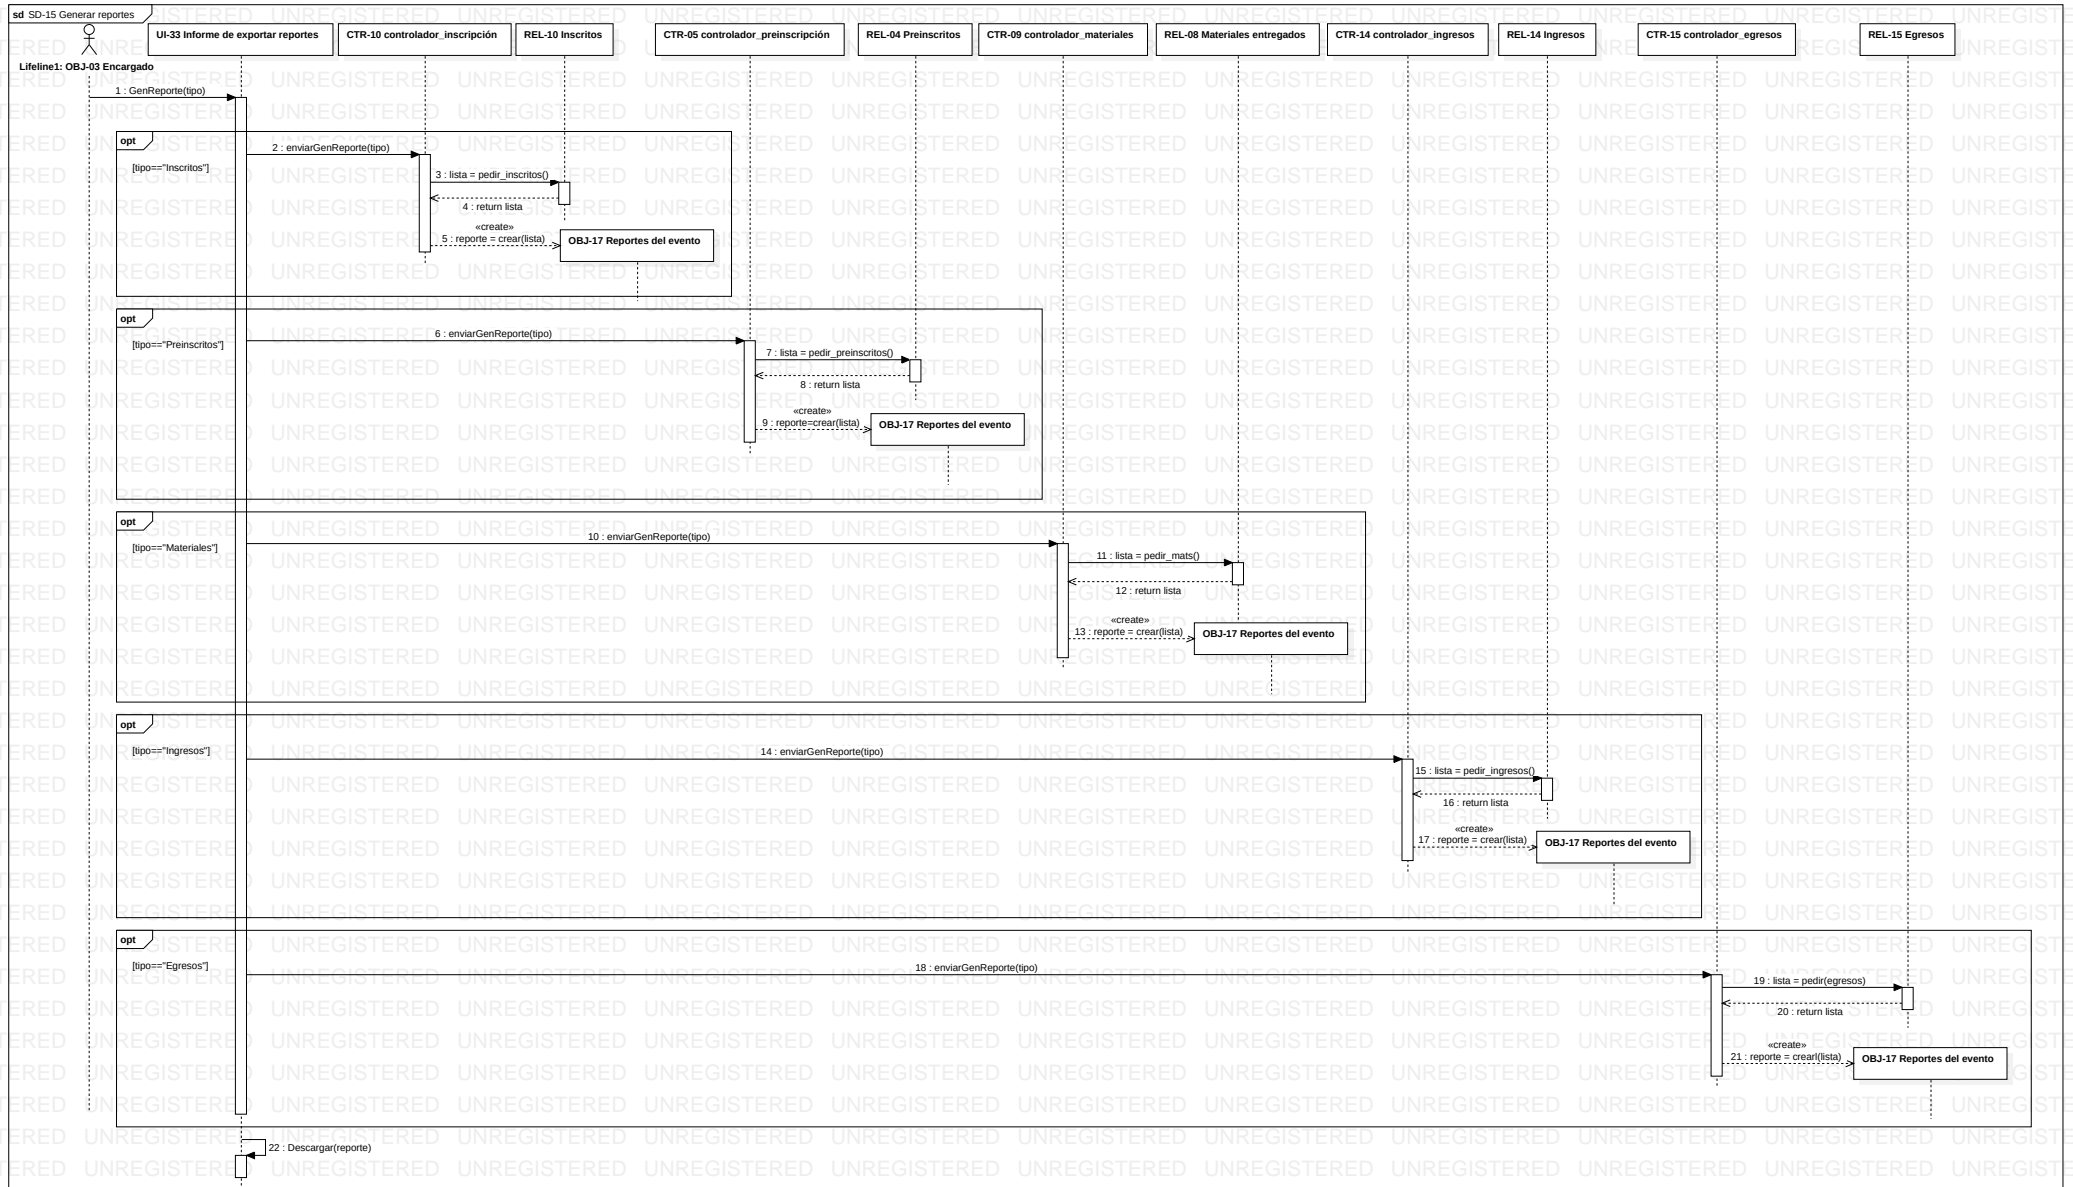 sd SD-15 Generar reportes
UI-33 Informe de exportar reportes
CTR-10 controlador_inscripción
REL-10 Inscritos
CTR-05 controlador_preinscripción
REL-04 Preinscritos
CTR-09 controlador_materiales
REL-08 Materiales entregados
CTR-14 controlador_ingresos
REL-14 Ingresos
CTR-15 controlador_egresos
REL-15 Egresos
Lifeline1: OBJ-03 Encargado
1 : GenReporte(tipo)
opt
2 : enviarGenReporte(tipo)
[tipo=="Inscritos"]
3 : lista = pedir_inscritos()
4 : return lista
«create»
5 : reporte = crear(lista)
OBJ-17 Reportes del evento
opt
6 : enviarGenReporte(tipo)
[tipo=="Preinscritos"]
7 : lista = pedir_preinscritos()
8 : return lista
«create»
9 : reporte=crear(lista)
OBJ-17 Reportes del evento
opt
10 : enviarGenReporte(tipo)
[tipo=="Materiales"]
11 : lista = pedir_mats()
12 : return lista
«create»
13 : reporte = crear(lista)
OBJ-17 Reportes del evento
opt
[tipo=="Ingresos"]
14 : enviarGenReporte(tipo)
15 : lista = pedir_ingresos()
16 : return lista
«create»
17 : reporte = crear(lista)
OBJ-17 Reportes del evento
opt
[tipo=="Egresos"]
18 : enviarGenReporte(tipo)
19 : lista = pedir(egresos)
20 : return lista
«create»
21 : reporte = crearl(lista)
OBJ-17 Reportes del evento
22 : Descargar(reporte)
UNREGISTERED